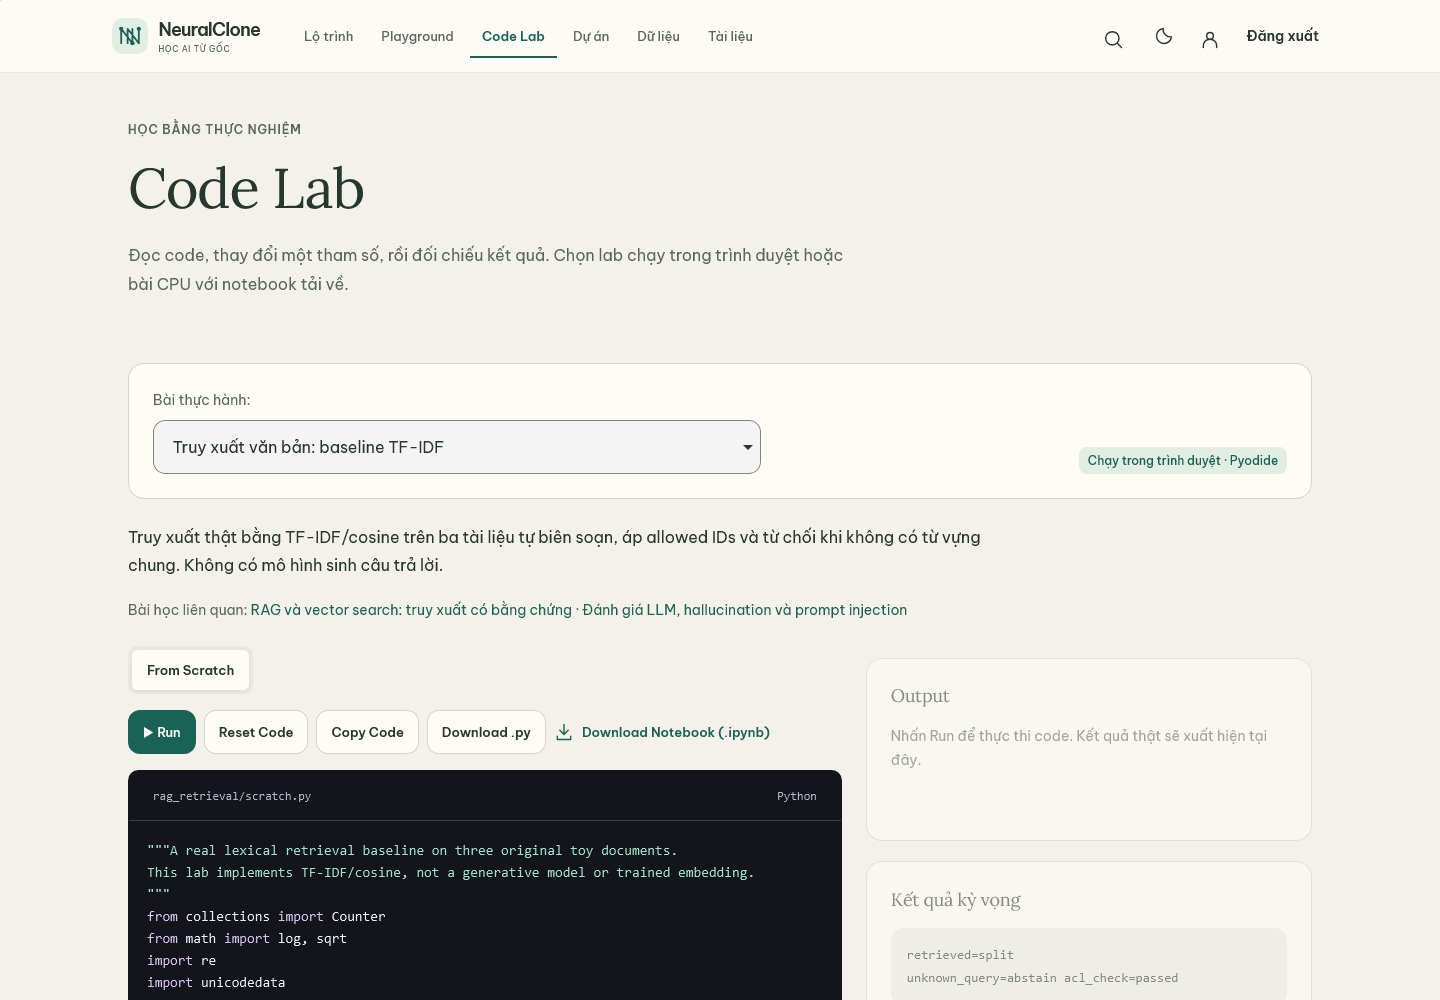 NeuralClone
HỌC AI TỪ GỐC
Lộ trình
Playground
Code Lab
Dự án
Dữ liệu
Tài liệu
Đăng xuất
HỌC BẰNG THỰC NGHIỆM
Code Lab
Đọc code, thay đổi một tham số, rồi đối chiếu kết quả. Chọn lab chạy trong trình duyệt hoặc
bài CPU với notebook tải về.
Bài thực hành:
Truy xuất văn bản: baseline TF-IDF
Chạy trong trình duyệt · Pyodide
Truy xuất thật bằng TF-IDF/cosine trên ba tài liệu tự biên soạn, áp allowed IDs và từ chối khi không có từ vựng
chung. Không có mô hình sinh câu trả lời.
Bài học liên quan: RAG và vector search: truy xuất có bằng chứng · Đánh giá LLM, hallucination và prompt injection
From Scratch
Run
Reset Code
Copy Code
Download .py
Download Notebook (.ipynb)
rag_retrieval/scratch.py
Python
"""A real lexical retrieval baseline on three original toy documents.
This lab implements TF-IDF/cosine, not a generative model or trained embedding.
"""
from collections import Counter
from math import log, sqrt
import re
import unicodedata
Output
Nhấn Run để thực thi code. Kết quả thật sẽ xuất hiện tại
đây.
Kết quả kỳ vọng
retrieved=split
unknown_query=abstain acl_check=passed